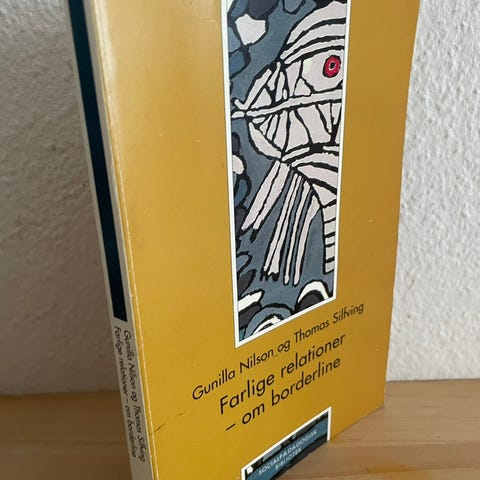 Gunilla Nilson og Thomas Silfving
Farlige relationer
– om borderline
SOCIALPÆDAGOGISK
BIBLIOTEK
Gunilla Nilson og Thomas Silfving
Farlige relationer – om borderline